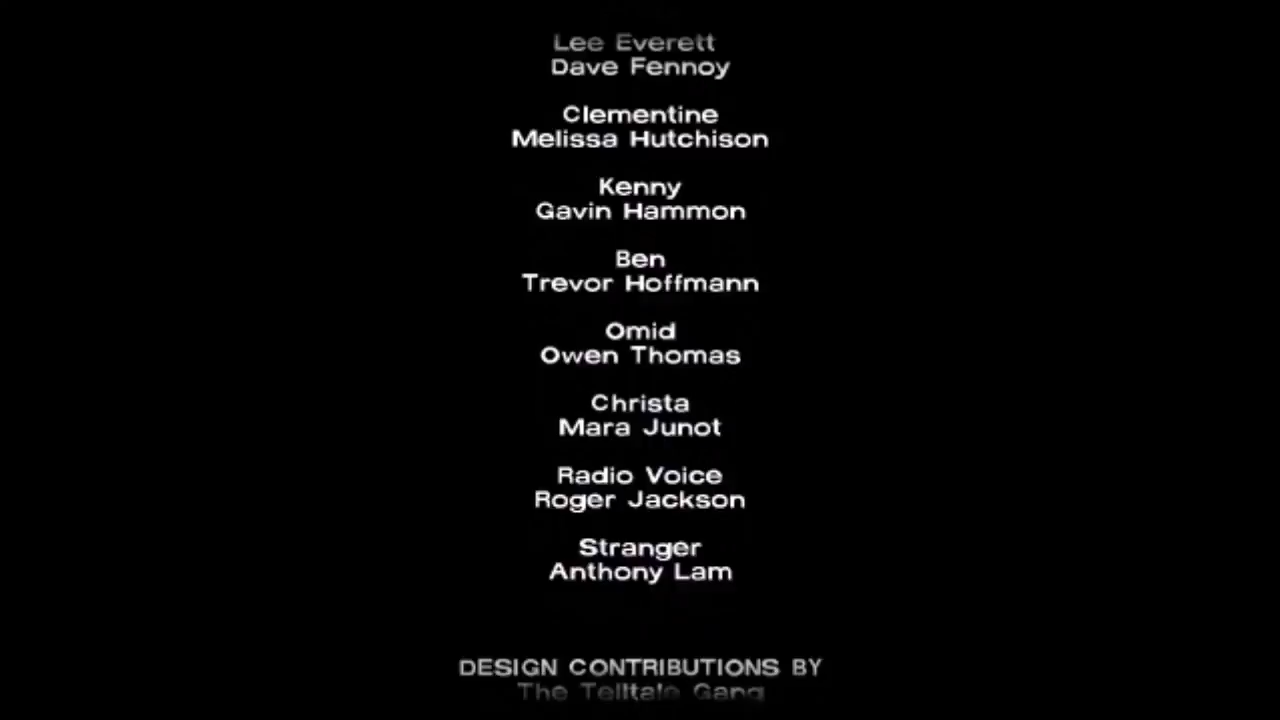 Lee Everett
Dave Fennoy
Clementine
Melissa Hutchison
Kenny
Gavin Hammon
Ben
Trevor Hoffmann
Omid
Owen Thomas
Christa
Mara Junot
Radio Voice
Roger Jackson
Stranger
Anthony Lam
DESIGN CONTRIBUTIONS BY
The Telltale Gang